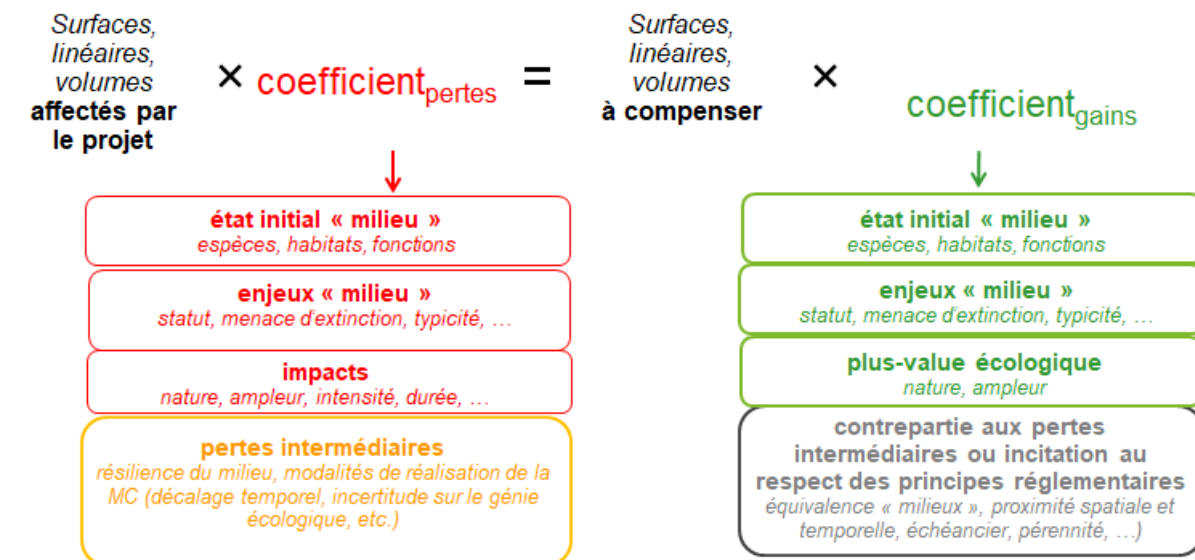 Surfaces,
linéaires,
volumes
affectés par
le projet
× coefficientpertes =
Surfaces,
linéaires,
volumes
à compenser
×
coefficientgains
état initial « milieu »
espèces, habitats, fonctions
enjeux « milieu »
statut, menace d'extinction, typicité, …
impacts
nature, ampleur, intensité, durée, …
pertes intermédiaires
résilience du milieu, modalités de réalisation de la
MC (décalage temporel, incertitude sur le génie
écologique, etc.)
état initial « milieu »
espèces, habitats, fonctions
enjeux « milieu »
statut, menace d'extinction, typicité, …
plus-value écologique
nature, ampleur
contrepartie aux pertes
intermédiaires ou incitation au
respect des principes réglementaires
équivalence « milieux », proximité spatiale et
temporelle, échéancier, pérennité, …)